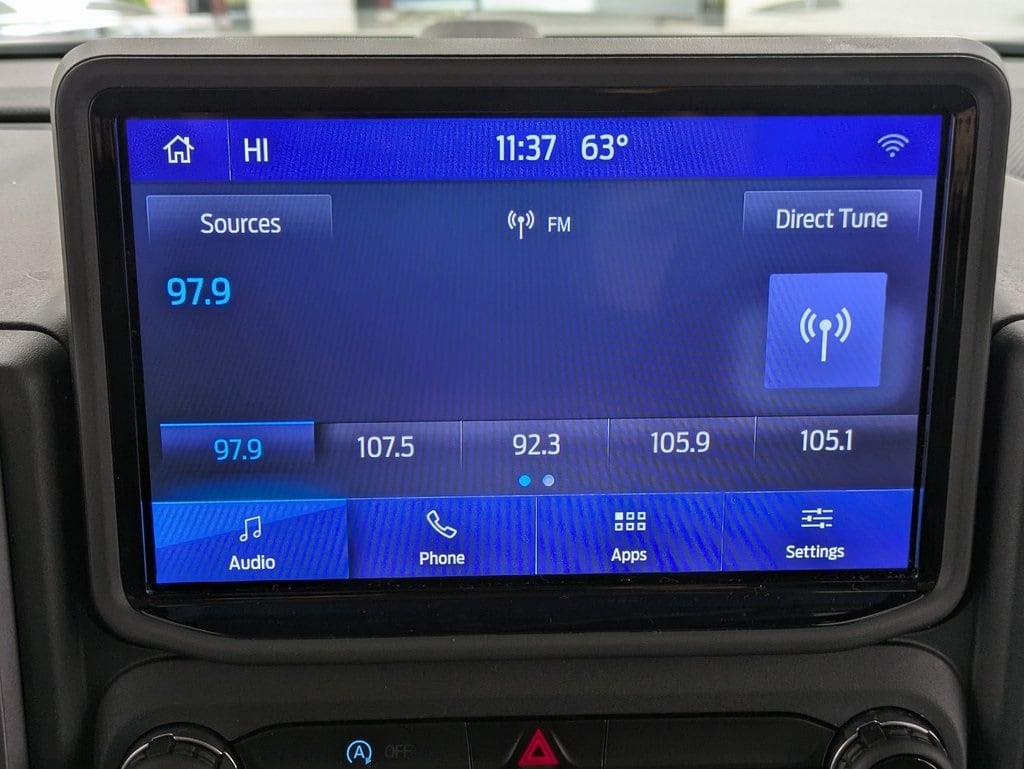 HI 11:37 63°
Sources FM Direct Tune
97.9
97.9 107.5 92.3 105.9 105.1
Audio Phone Apps Settings
A OFF